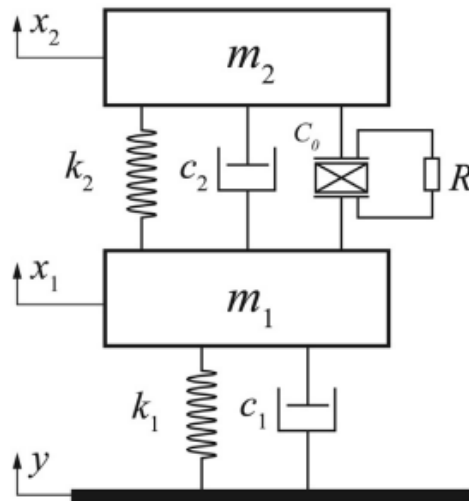 x₂
m₂
C₀
k₂
c₂
R
x₁
m₁
k₁
c₁
y